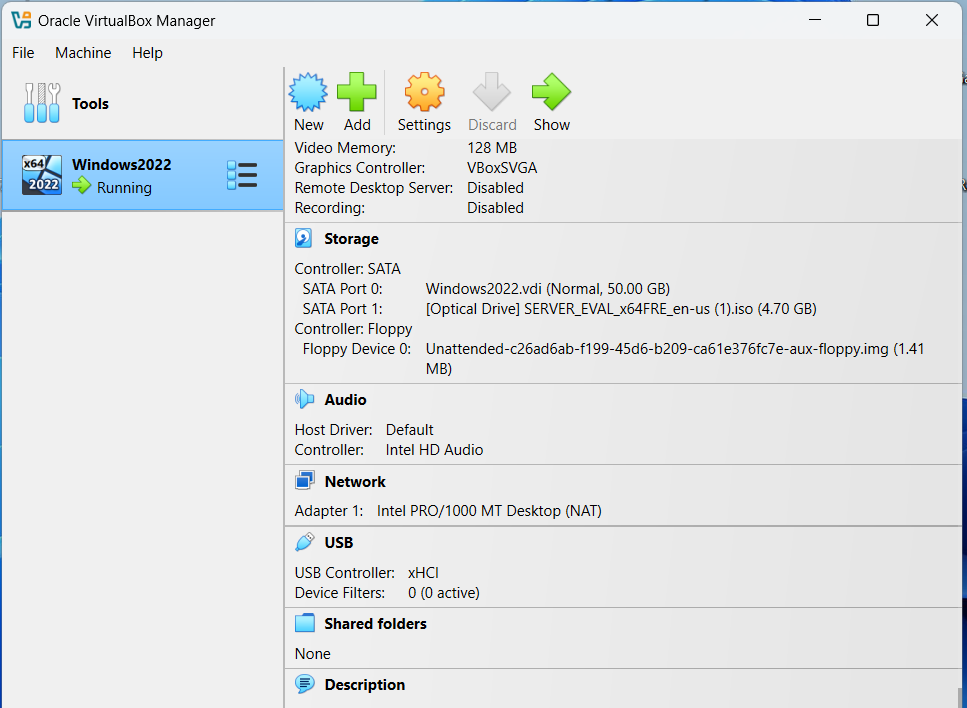 Oracle VirtualBox Manager
File Machine Help
Tools
New Add Settings Discard Show
x64
2022
Windows2022
Running
Video Memory: 128 MB
Graphics Controller: VBoxSVGA
Remote Desktop Server: Disabled
Recording: Disabled
Storage
Controller: SATA
SATA Port 0: Windows2022.vdi (Normal, 50.00 GB)
SATA Port 1: [Optical Drive] SERVER_EVAL_x64FRE_en-us (1).iso (4.70 GB)
Controller: Floppy
Floppy Device 0: Unattended-c26ad6ab-f199-45d6-b209-ca61e376fc7e-aux-floppy.img (1.41
MB)
Audio
Host Driver: Default
Controller: Intel HD Audio
Network
Adapter 1: Intel PRO/1000 MT Desktop (NAT)
USB
USB Controller: xHCI
Device Filters: 0 (0 active)
Shared folders
None
Description